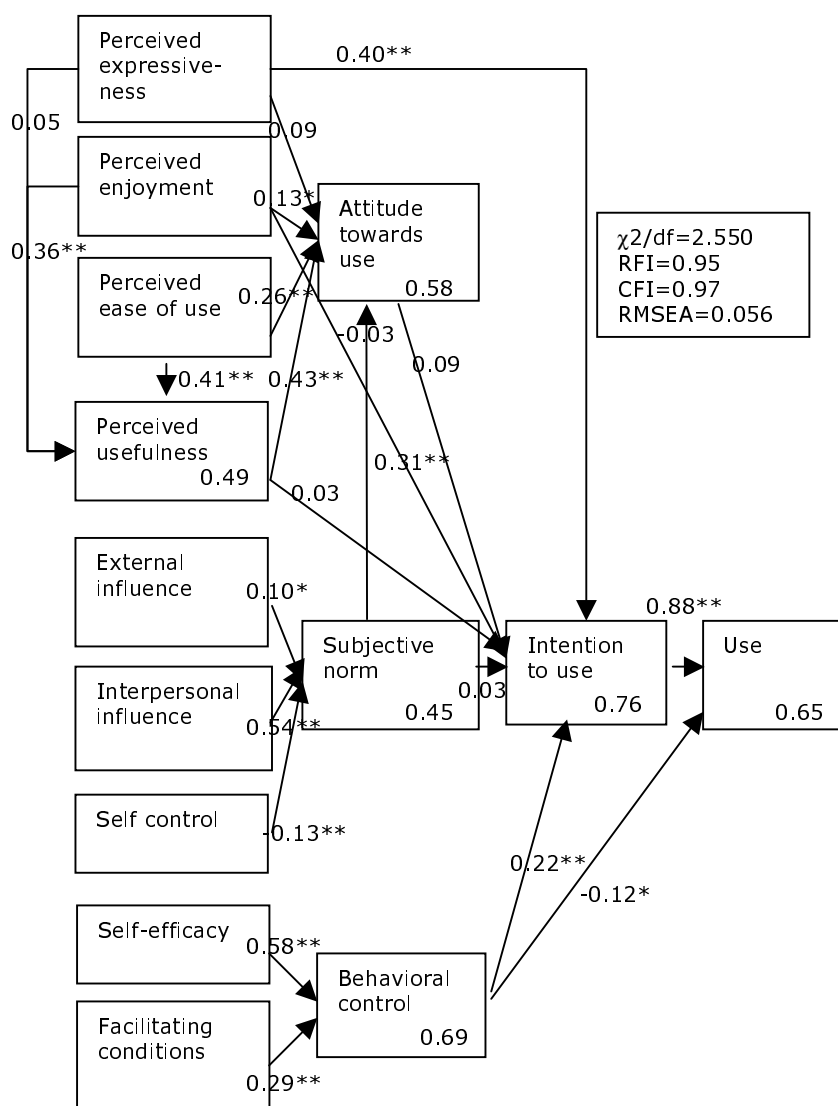 Perceived
expressive-
ness
0.40**
0.05
0.09
Perceived
enjoyment
0.13*
Attitude
towards
use
0.58
χ2/df=2.550
RFI=0.95
CFI=0.97
RMSEA=0.056
0.36**
Perceived
ease of use
0.26**
-0.03
0.09
0.41**
0.43**
Perceived
usefulness
0.49
0.31**
0.03
External
influence
0.10*
0.88**
Subjective
norm
0.45
0.03
Intention
to use
0.76
Use
0.65
Interpersonal
influence
0.54**
Self control
-0.13**
0.22**
-0.12*
Self-efficacy
0.58**
Behavioral
control
0.69
Facilitating
conditions
0.29**